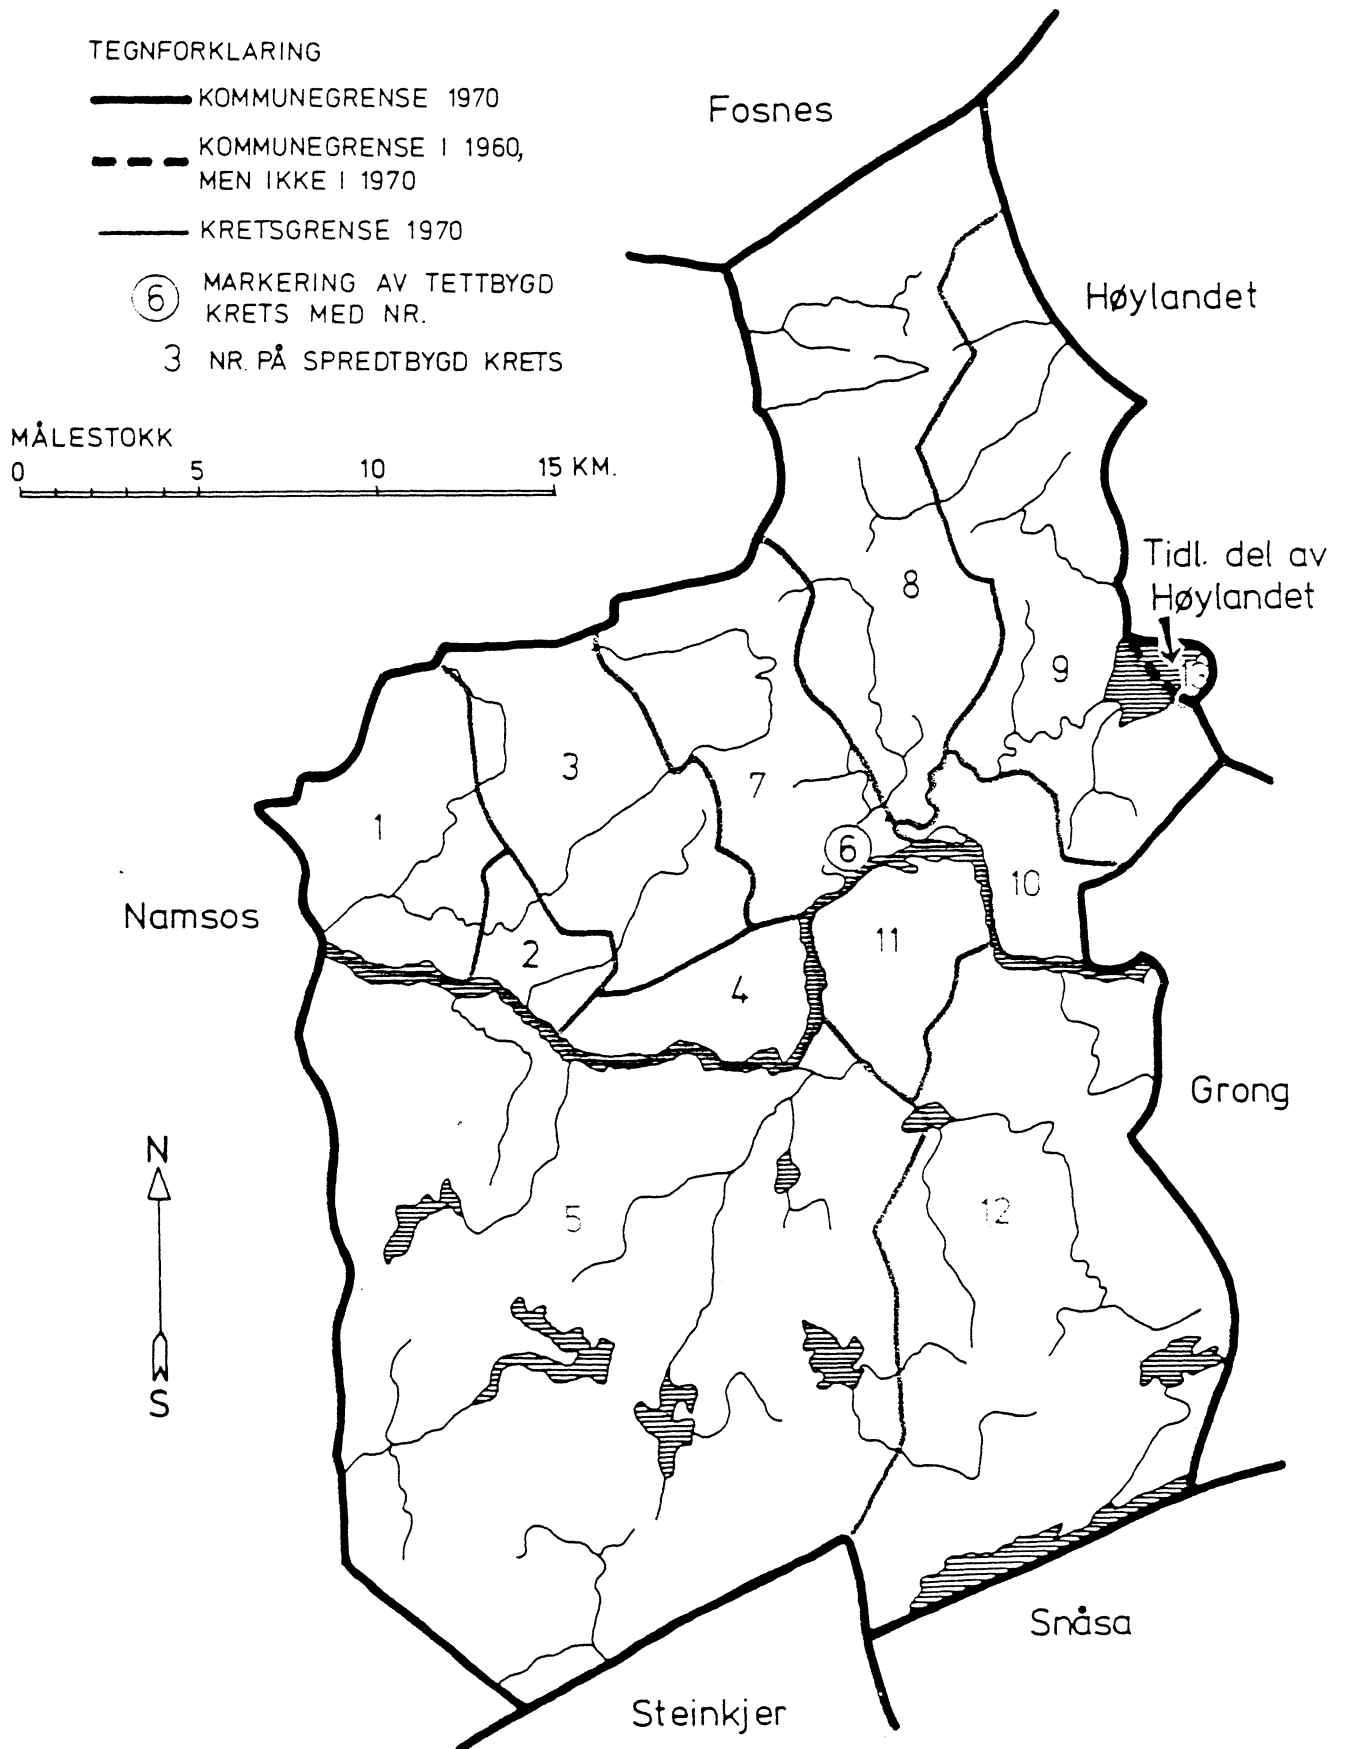 TEGNFORKLARING
KOMMUNEGRENSE 1970
KOMMUNEGRENSE I 1960,
MEN IKKE I 1970
KRETSGRENSE 1970
6 MARKERING AV TETTBYGD
KRETS MED NR.
3 NR. PÅ SPREDTBYGD KRETS
MÅLESTOKK
0 5 10 15 KM.
Fosnes
Høylandet
Tidl. del av
Høylandet
8
9
13
3
7
1
6
10
Namsos
11
2
4
Grong
N
5
12
S
Snåsa
Steinkjer